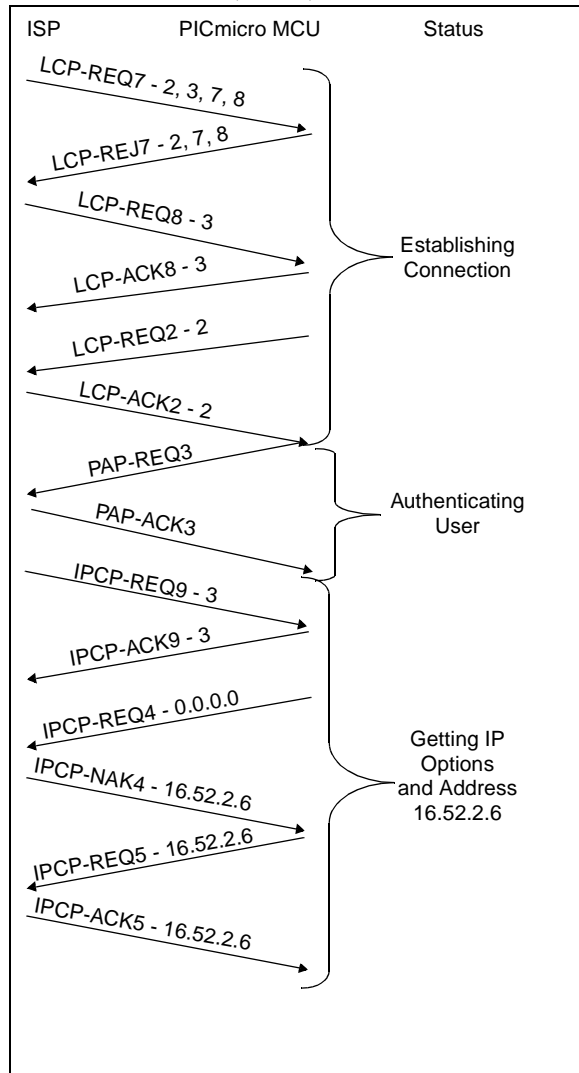 ISP PICmicro MCU Status
LCP-REQ7 - 2, 3, 7, 8
LCP-REJ7 - 2, 7, 8
LCP-REQ8 - 3
LCP-ACK8 - 3
LCP-REQ2 - 2
LCP-ACK2 - 2
Establishing
Connection
PAP-REQ3
PAP-ACK3
Authenticating
User
IPCP-REQ9 - 3
IPCP-ACK9 - 3
IPCP-REQ4 - 0.0.0.0
IPCP-NAK4 - 16.52.2.6
IPCP-REQ5 - 16.52.2.6
IPCP-ACK5 - 16.52.2.6
Getting IP
Options
and Address
16.52.2.6